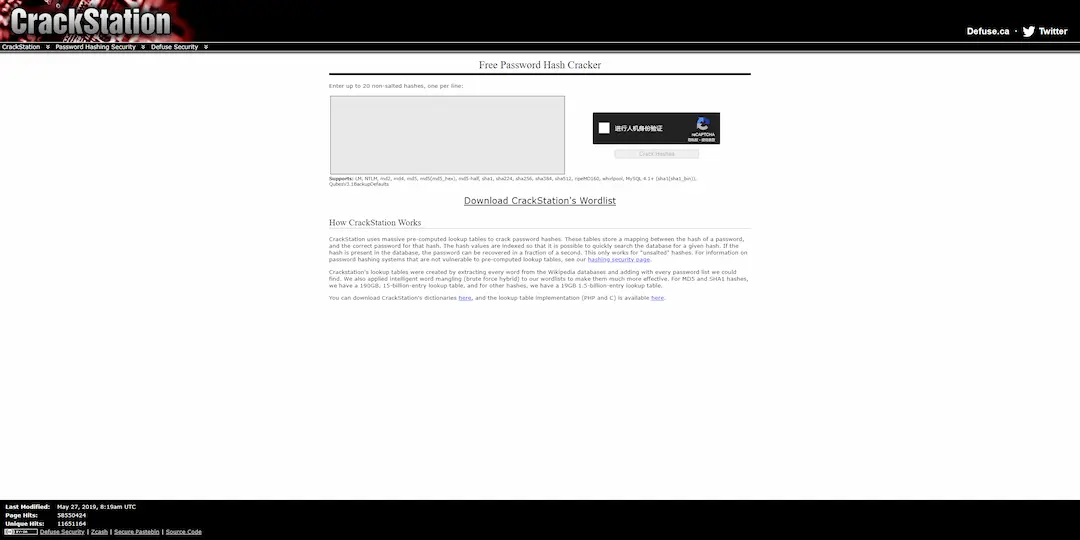 CrackStation
Defuse.ca · Twitter
CrackStation Password Hashing Security Defuse Security
Free Password Hash Cracker
Enter up to 20 non-salted hashes, one per line:
进行人机身份验证
reCAPTCHA
Crack Hashes
Supports: LM, NTLM, md2, md4, md5, md5(md5_hex), md5-half, sha1, sha224, sha256, sha384, sha512, ripeMD160, whirlpool, MySQL 4.1+ (sha1(sha1_bin)),
QubesV3.1BackupDefaults
Download CrackStation's Wordlist
How CrackStation Works
CrackStation uses massive pre-computed lookup tables to crack password hashes. These tables store a mapping between the hash of a password,
and the correct password for that hash. The hash values are indexed so that it is possible to quickly search the database for a given hash. If the
hash is present in the database, the password can be recovered in a fraction of a second. This only works for "unsalted" hashes. For information on
password hashing systems that are not vulnerable to pre-computed lookup tables, see our hashing security page.
Crackstation's lookup tables were created by extracting every word from the Wikipedia databases and adding with every password list we could
find. We also applied intelligent word mangling (brute force hybrid) to our wordlists to make them much more effective. For MD5 and SHA1 hashes,
we have a 190GB, 15-billion-entry lookup table, and for other hashes, we have a 19GB 1.5-billion-entry lookup table.
You can download CrackStation's dictionaries here, and the lookup table implementation (PHP and C) is available here.
Last Modified: May 27, 2019, 8:19am UTC
Page Hits: 58550424
Unique Hits: 11651164
Defuse Security | Zcash | Secure Pastebin | Source Code